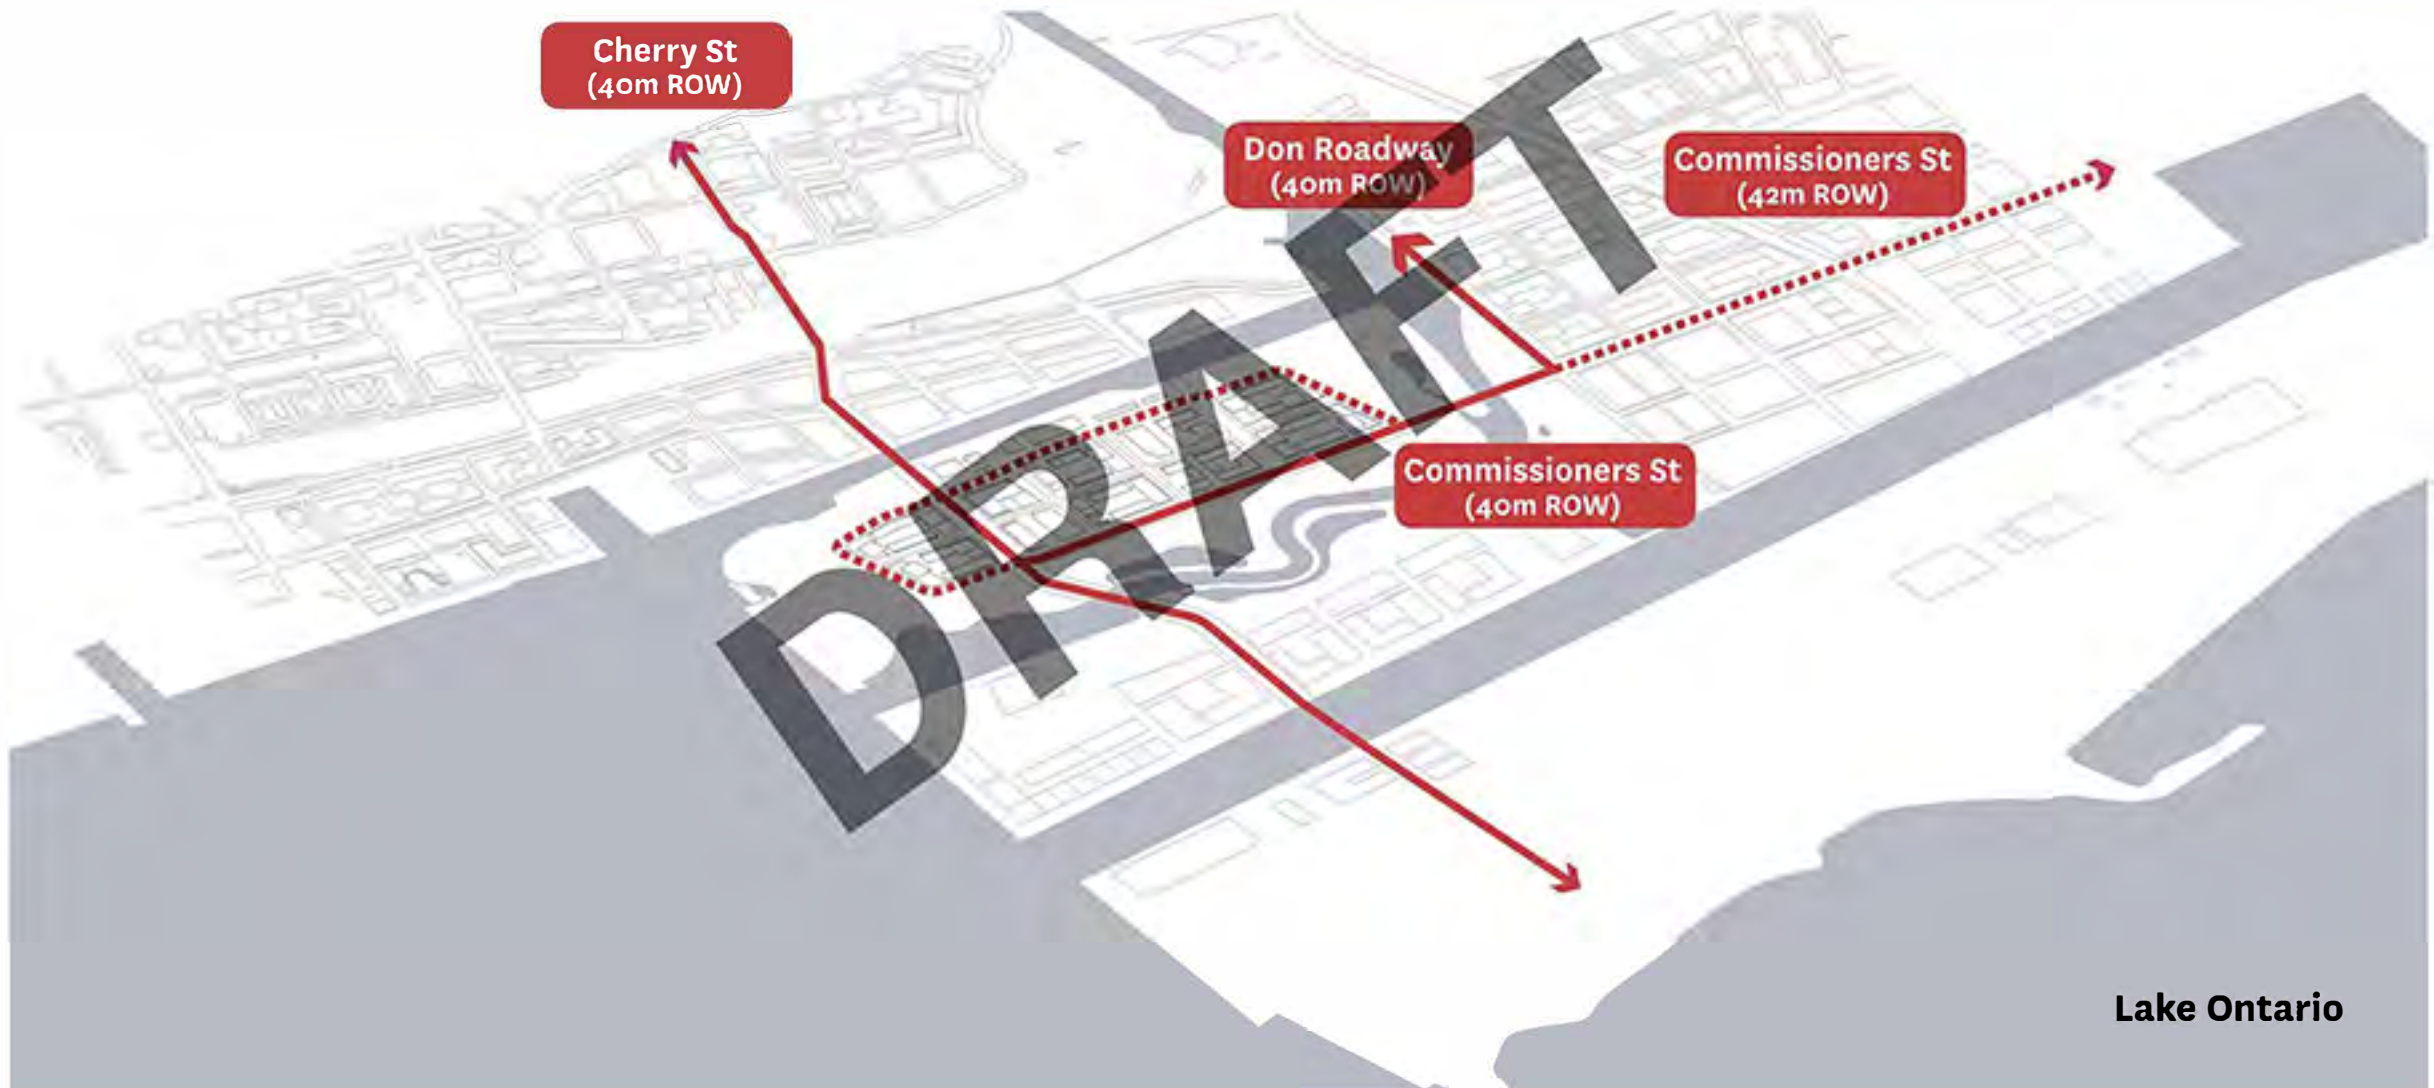 Cherry St
(40m ROW)
Don Roadway
(40m ROW)
Commissioners St
(42m ROW)
Commissioners St
(40m ROW)
DRAFT
Lake Ontario